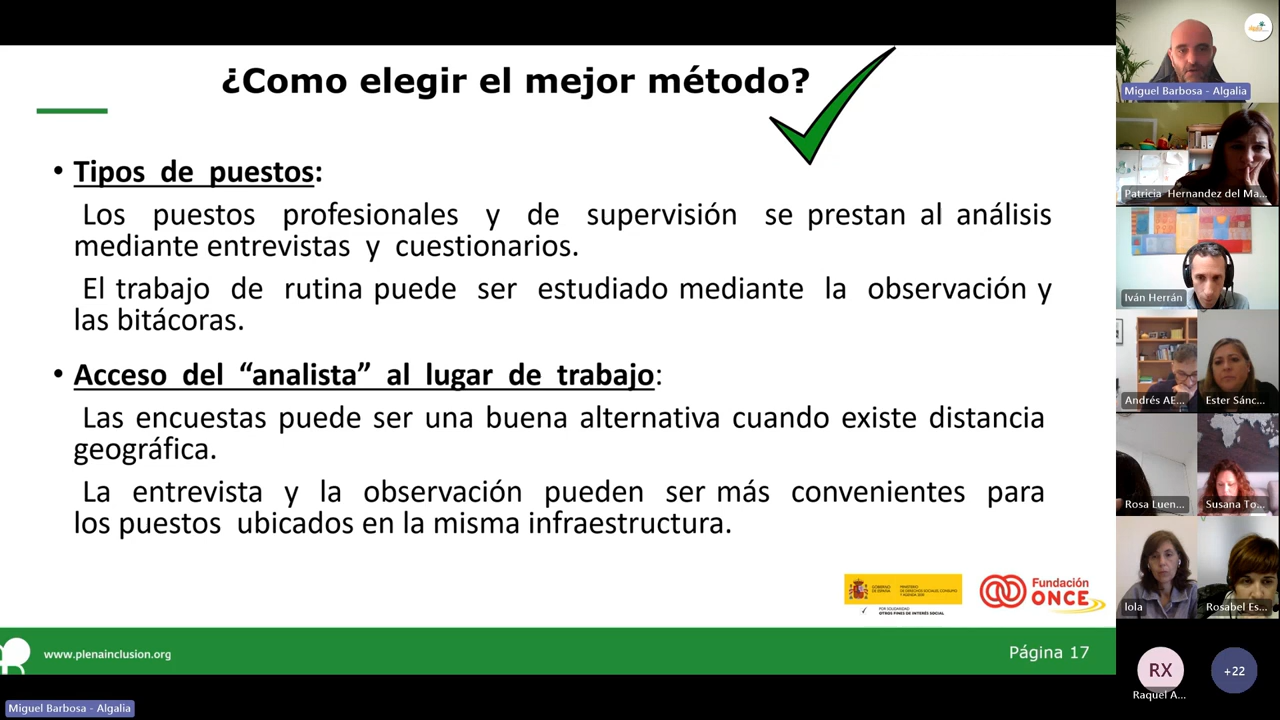 ¿Como elegir el mejor método?
• Tipos de puestos:
Los puestos profesionales y de supervisión se prestan al análisis
mediante entrevistas y cuestionarios.
El trabajo de rutina puede ser estudiado mediante la observación y
las bitácoras.
• Acceso del “analista” al lugar de trabajo:
Las encuestas puede ser una buena alternativa cuando existe distancia
geográfica.
La entrevista y la observación pueden ser más convenientes para
los puestos ubicados en la misma infraestructura.
GOBIERNO
DE ESPAÑA
MINISTERIO
DE DERECHOS SOCIALES, CONSUMO
Y AGENDA 2030
POR SOLIDARIDAD
OTROS FINES DE INTERÉS SOCIAL
Fundación
ONCE
www.plenainclusion.org
Página 17
Miguel Barbosa - Algalia
Miguel Barbosa - Algalia
Patricia Hernandez del Ma...
Iván Herrán
Andrés AE...
Ester Sánc...
Rosa Luen...
Susana To...
lola
Rosabel Es...
RX
Raquel A...
+22